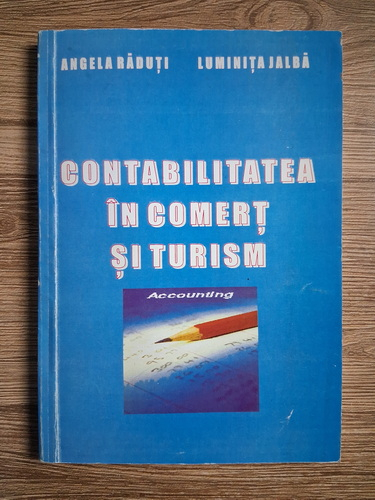 ANGELA RĂDUȚI LUMINIȚA JALBĂ
CONTABILITATEA
ÎN COMERȚ
ȘI TURISM
Accounting